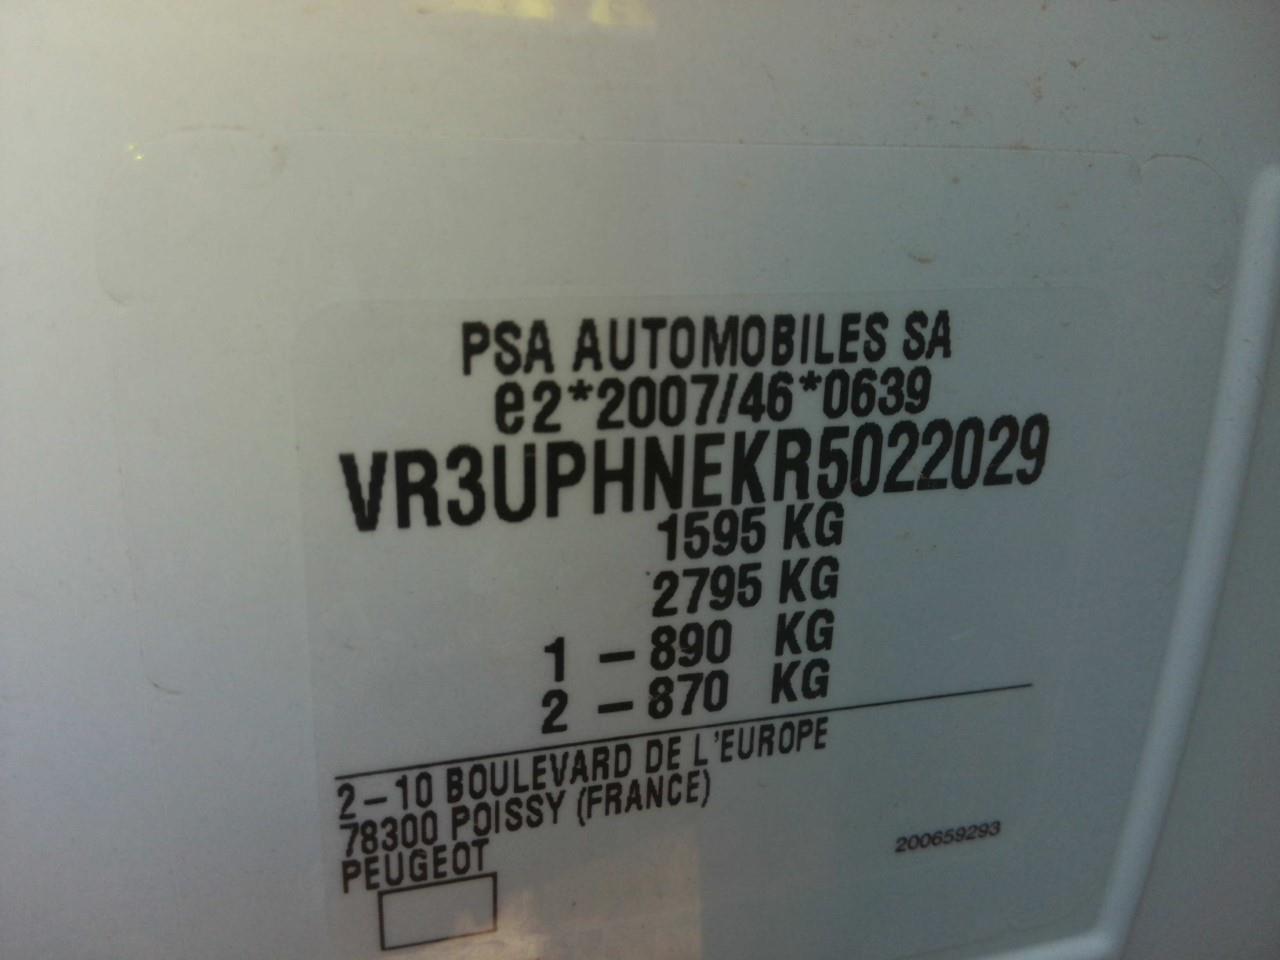 PSA AUTOMOBILES SA
e2*2007/46*0639
VR3UPHNEKR5022029
1595 KG
2795 KG
1 - 890 KG
2 - 870 KG
2-10 BOULEVARD DE L'EUROPE
78300 POISSY (FRANCE)
PEUGEOT
200659293